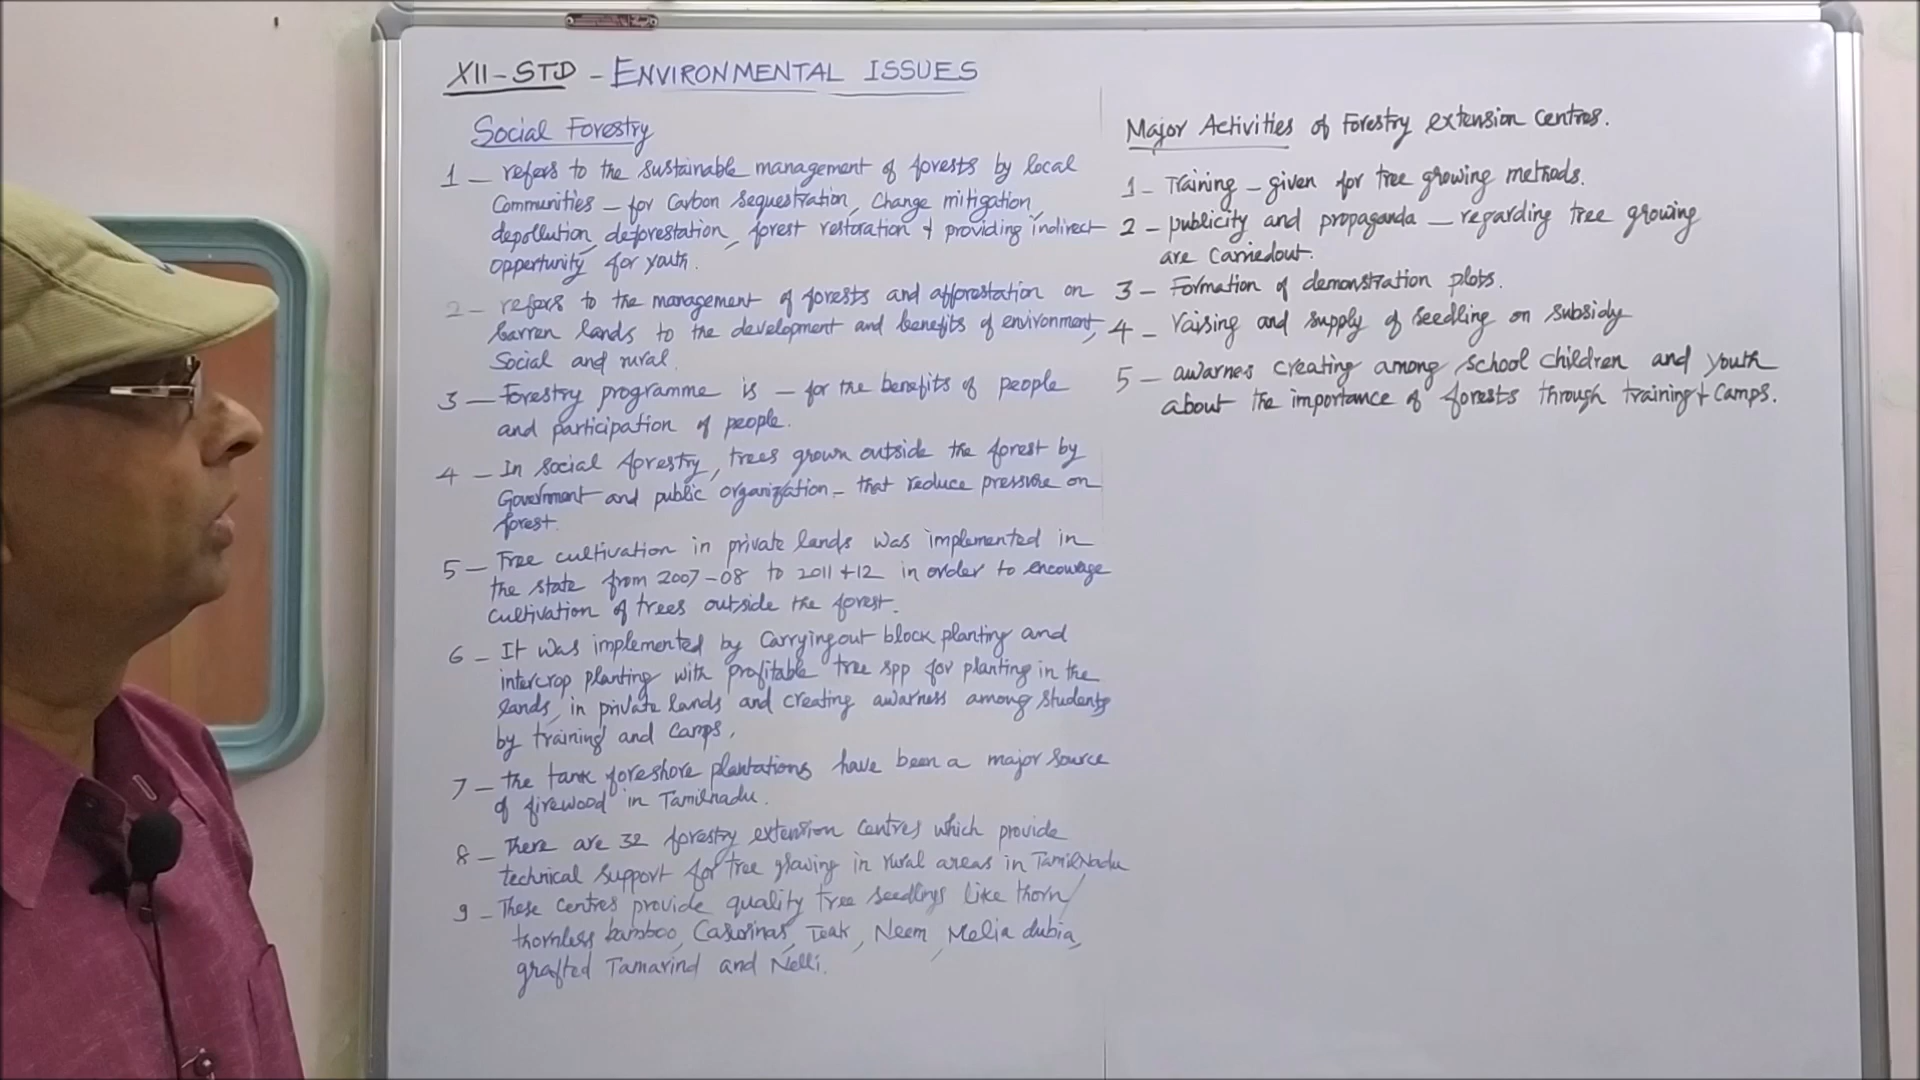 XII-STD - ENVIRONMENTAL ISSUES
Social Forestry
1 - refers to the sustainable management of forests by local
Communities - for Carbon sequestration, Change mitigation,
depollution, deforestation, forest restoration + providing indirect
opportunity for youth.
2 - refers to the management of forests and afforstation on
barren lands to the development and benefits of environment,
Social and rural.
3 - Forestry programme is - for the benefits of people
and participation of people.
4 - In social forestry, trees grown outside the forest by
Government and public organization - that reduce pressure on
forest.
5 - Free cultivation in private lands was implemented in
the state from 2007-08 to 2011+12 in order to encourage
cultivation of trees outside the forest.
6 - It was implemented by Carryingout block planting and
intercrop planting with profitable tree spp for planting in the
lands, in private lands and creating awarness among students
by training and Camps,
7 - the tank foreshore plantations have been a major source
of firewood in Tamilnadu.
8 - There are 32 forestry extension Centres which provide
technical support for tree growing in rural areas in TamilNadu
9 - These centres provide quality tree seedlings like thorn/
thornless bamboo, Casurinas, Teak, Neem, Melia dubia,
grafted Tamarind and Nelli.
Major Activities of Forestry extension Centres.
1 - Training - given for tree growing methods.
2 - publicity and propaganda - regarding tree growing
are Carriedout.
3 - Formation of demonstration plots.
4 - raising and supply of seedling on subsidy
5 - awarnes creating among school children and youth
about the importance of forests through training + Camps.